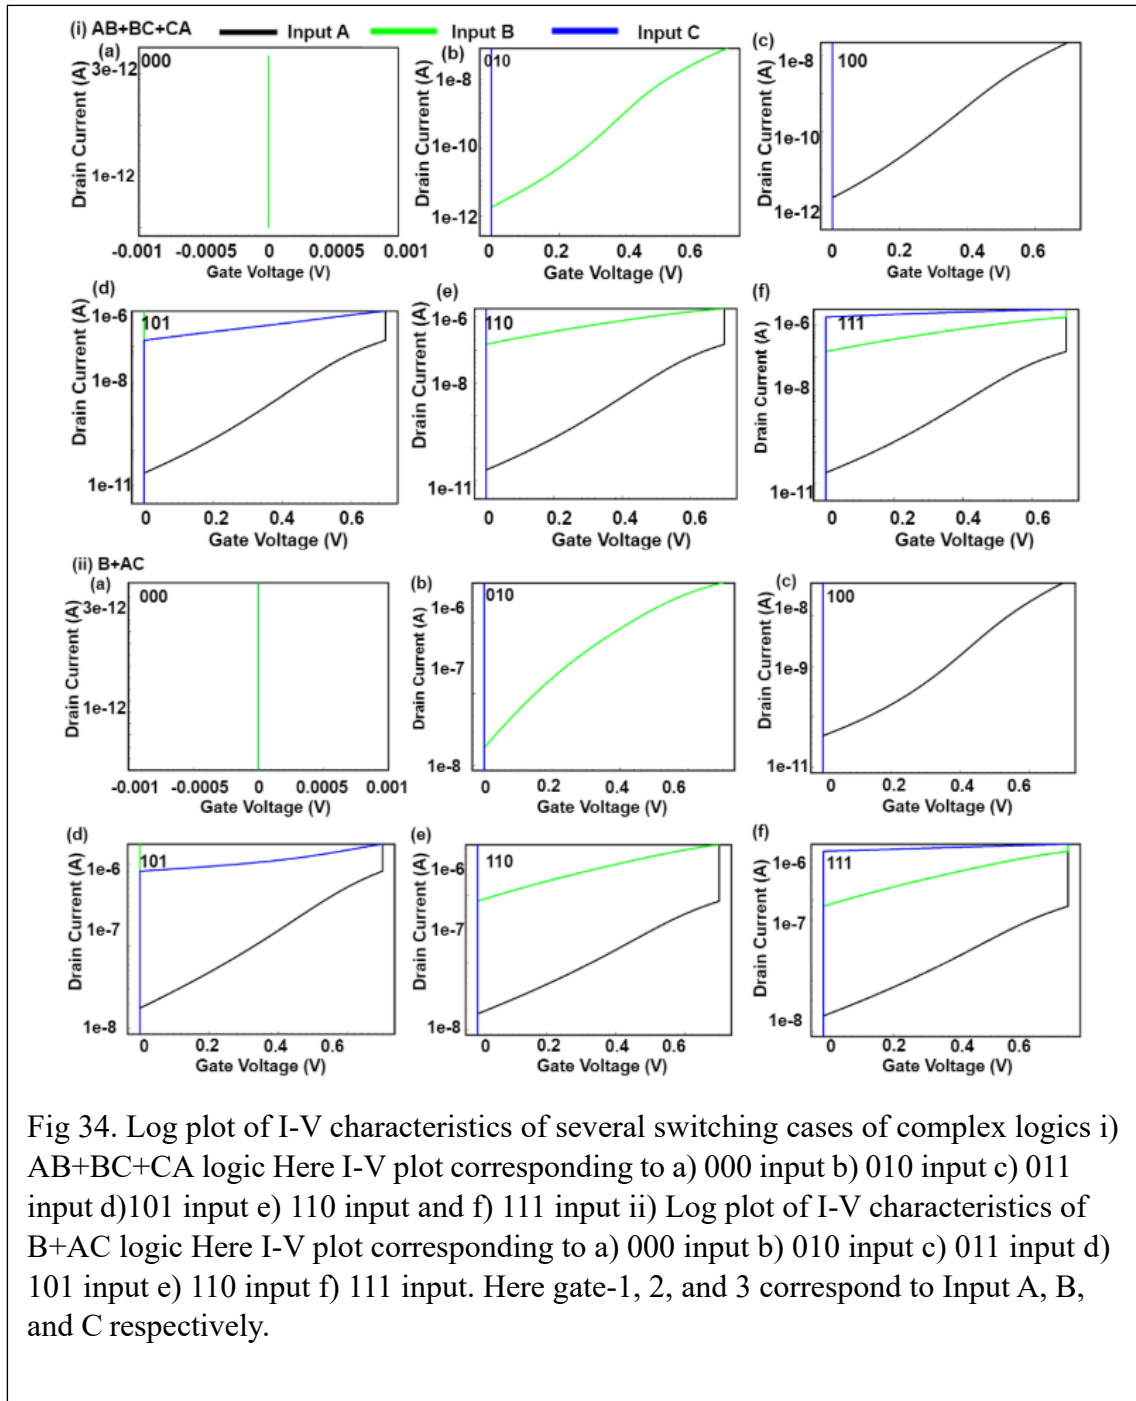 (i) AB+BC+CA Input A Input B Input C
(a) 000
Drain Current (A)
3e-12
1e-12
-0.001 -0.0005 0 0.0005 0.001
Gate Voltage (V)
(b) 010
Drain Current (A)
1e-8
1e-10
1e-12
0 0.2 0.4 0.6
Gate Voltage (V)
(c) 100
Drain Current (A)
1e-8
1e-10
1e-12
0 0.2 0.4 0.6
Gate Voltage (V)
(d) 101
Drain Current (A)
1e-6
1e-8
1e-11
0 0.2 0.4 0.6
Gate Voltage (V)
(e) 110
Drain Current (A)
1e-6
1e-8
1e-11
0 0.2 0.4 0.6
Gate Voltage (V)
(f) 111
Drain Current (A)
1e-6
1e-8
1e-11
0 0.2 0.4 0.6
Gate Voltage (V)
(ii) B+AC
(a) 000
Drain Current (A)
3e-12
1e-12
-0.001 -0.0005 0 0.0005 0.001
Gate Voltage (V)
(b) 010
Drain Current (A)
1e-6
1e-7
1e-8
0 0.2 0.4 0.6
Gate Voltage (V)
(c) 100
Drain Current (A)
1e-8
1e-9
1e-11
0 0.2 0.4 0.6
Gate Voltage (V)
(d) 101
Drain Current (A)
1e-6
1e-7
1e-8
0 0.2 0.6
Gate Voltage (V)
(e) 110
Drain Current (A)
1e-6
1e-7
1e-8
0 0.2 0.4 0.6
Gate Voltage (V)
(f) 111
Drain Current (A)
1e-6
1e-7
1e-8
0 0.2 0.4 0.6
Gate Voltage (V)
Fig 34. Log plot of I-V characteristics of several switching cases of complex logics i)
AB+BC+CA logic Here I-V plot corresponding to a) 000 input b) 010 input c) 011
input d)101 input e) 110 input and f) 111 input ii) Log plot of I-V characteristics of
B+AC logic Here I-V plot corresponding to a) 000 input b) 010 input c) 011 input d)
101 input e) 110 input f) 111 input. Here gate-1, 2, and 3 correspond to Input A, B,
and C respectively.